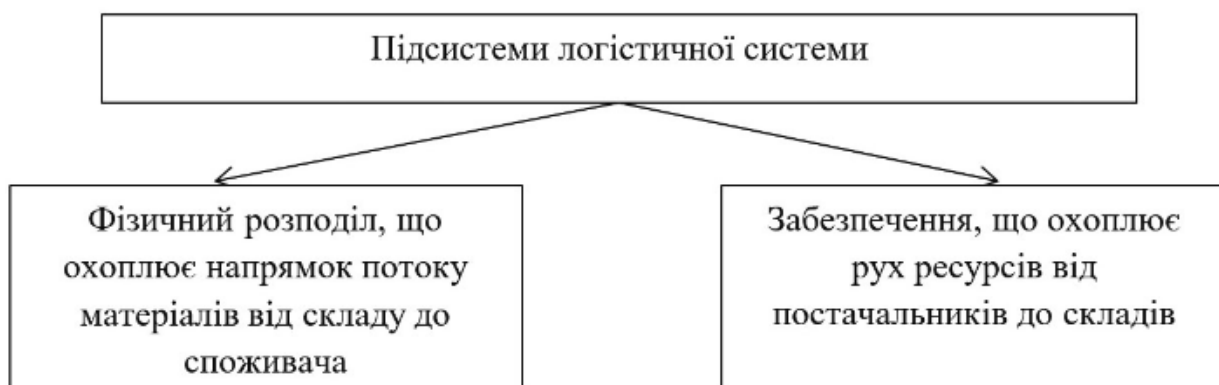 Підсистеми логістичної системи
Фізичний розподіл, що
охоплює напрямок потоку
матеріалів від складу до
споживача
Забезпечення, що охоплює
рух ресурсів від
постачальників до складів